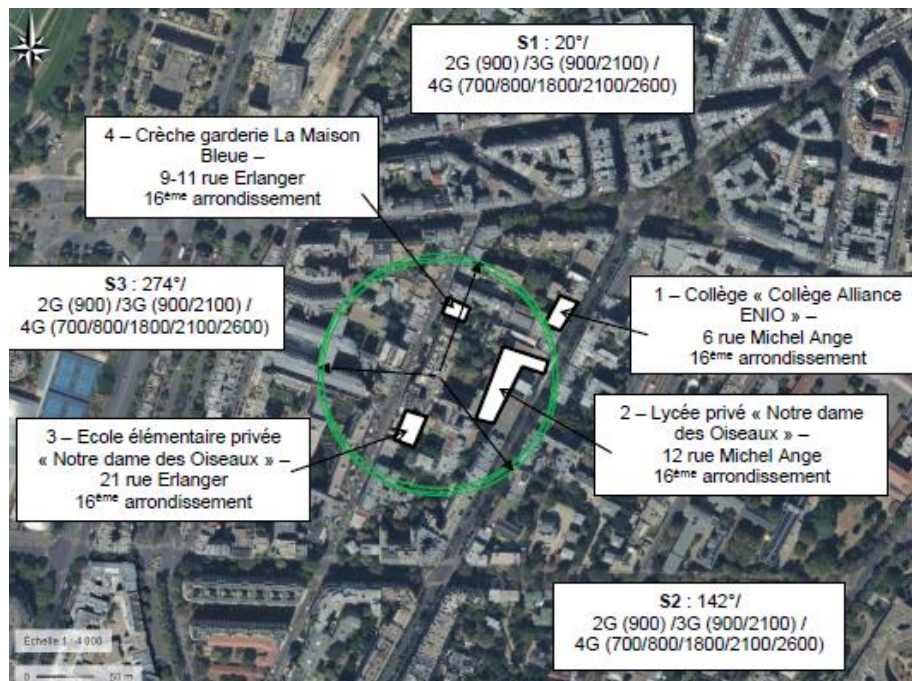 S1 : 20°/
2G (900) /3G (900/2100) /
4G (700/800/1800/2100/2600)
4 – Crèche garderie La Maison
Bleue –
9-11 rue Erlanger
16ème arrondissement
S3 : 274°/
2G (900) /3G (900/2100) /
4G (700/800/1800/2100/2600)
1 – Collège « Collège Alliance
ENIO » –
6 rue Michel Ange
16ème arrondissement
2 – Lycée privé « Notre dame
des Oiseaux » –
12 rue Michel Ange
16ème arrondissement
3 – Ecole élémentaire privée
« Notre dame des Oiseaux » –
21 rue Erlanger
16ème arrondissement
S2 : 142°/
2G (900) /3G (900/2100) /
4G (700/800/1800/2100/2600)
Échelle 1 : 4 000
0 50 m